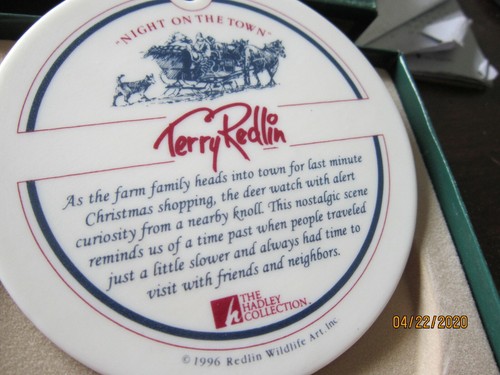 "NIGHT ON THE TOWN"
Terry Redlin
As the farm family heads into town for last minute
Christmas shopping, the deer watch with alert
curiosity from a nearby knoll. This nostalgic scene
reminds us of a time past when people traveled
just a little slower and always had time to
visit with friends and neighbors.
h THE
HADLEY
COLLECTION™
©1996 Redlin Wildlife Art, Inc
04/22/2020